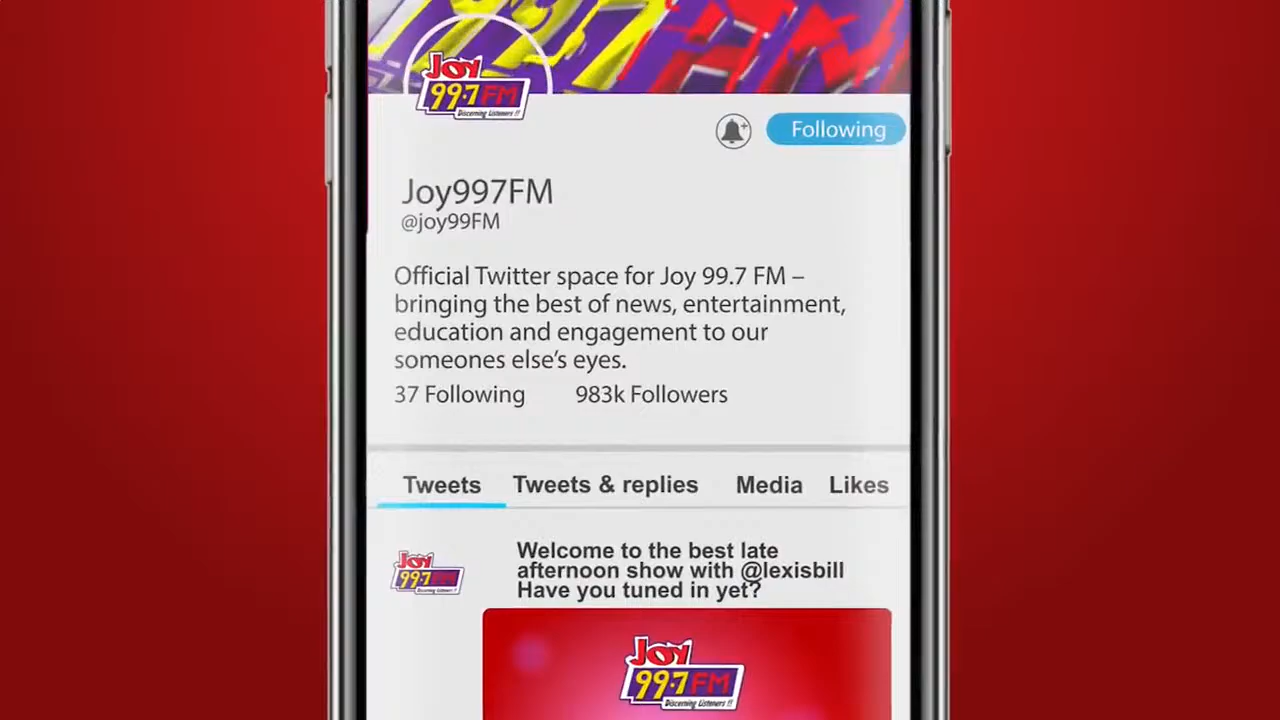 Joy
99.7 FM
Discerning Listeners !!
Following
Joy997FM
@joy99FM
Official Twitter space for Joy 99.7 FM –
bringing the best of news, entertainment,
education and engagement to our
someones else's eyes.
37 Following 983k Followers
Tweets Tweets & replies Media Likes
Welcome to the best late
afternoon show with @lexisbill
Have you tuned in yet?
Joy
99.7 FM
Discerning Listeners !!
Joy
99.7 FM
Discerning Listeners !!